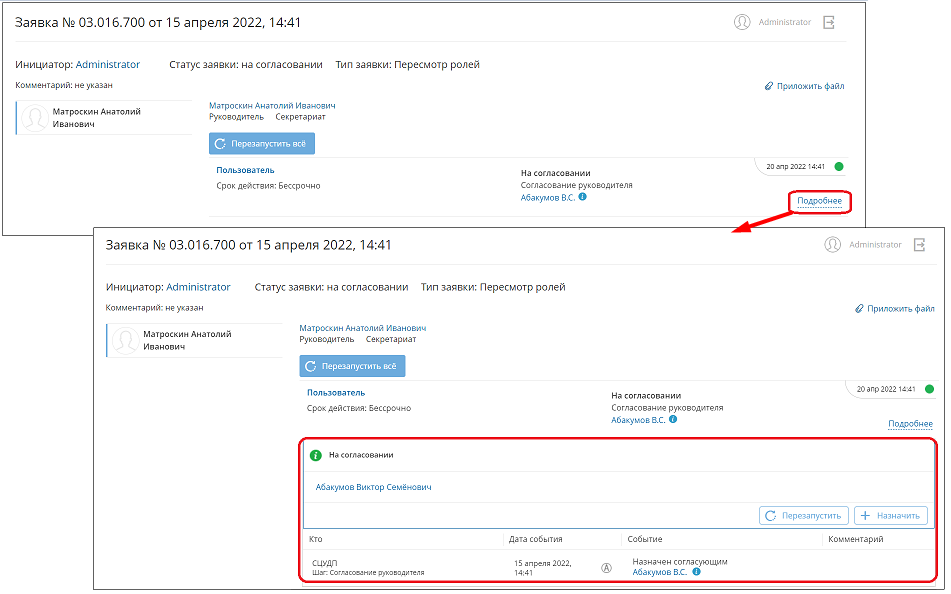 Заявка № 03.016.700 от 15 апреля 2022, 14:41
Administrator
Инициатор: Administrator Статус заявки: на согласовании Тип заявки: Пересмотр ролей
Комментарий: не указан
Приложить файл
Матроскин Анатолий
Иванович
Матроскин Анатолий Иванович
Руководитель Секретариат
Перезапустить всё
Пользователь
Срок действия: Бессрочно
На согласовании
Согласование руководителя
Абакумов В.С.
20 апр 2022 14:41
Подробнее
Заявка № 03.016.700 от 15 апреля 2022, 14:41
Administrator
Инициатор: Administrator Статус заявки: на согласовании Тип заявки: Пересмотр ролей
Комментарий: не указан
Приложить файл
Матроскин Анатолий
Иванович
Матроскин Анатолий Иванович
Руководитель Секретариат
Перезапустить всё
Пользователь
Срок действия: Бессрочно
На согласовании
Согласование руководителя
Абакумов В.С.
20 апр 2022 14:41
Подробнее
На согласовании
Абакумов Виктор Семёнович
Перезапустить Назначить
Кто Дата события Событие Комментарий
СЦУДП
Шаг: Согласование руководителя
15 апреля 2022,
14:41
А
Назначен согласующим
Абакумов В.С.